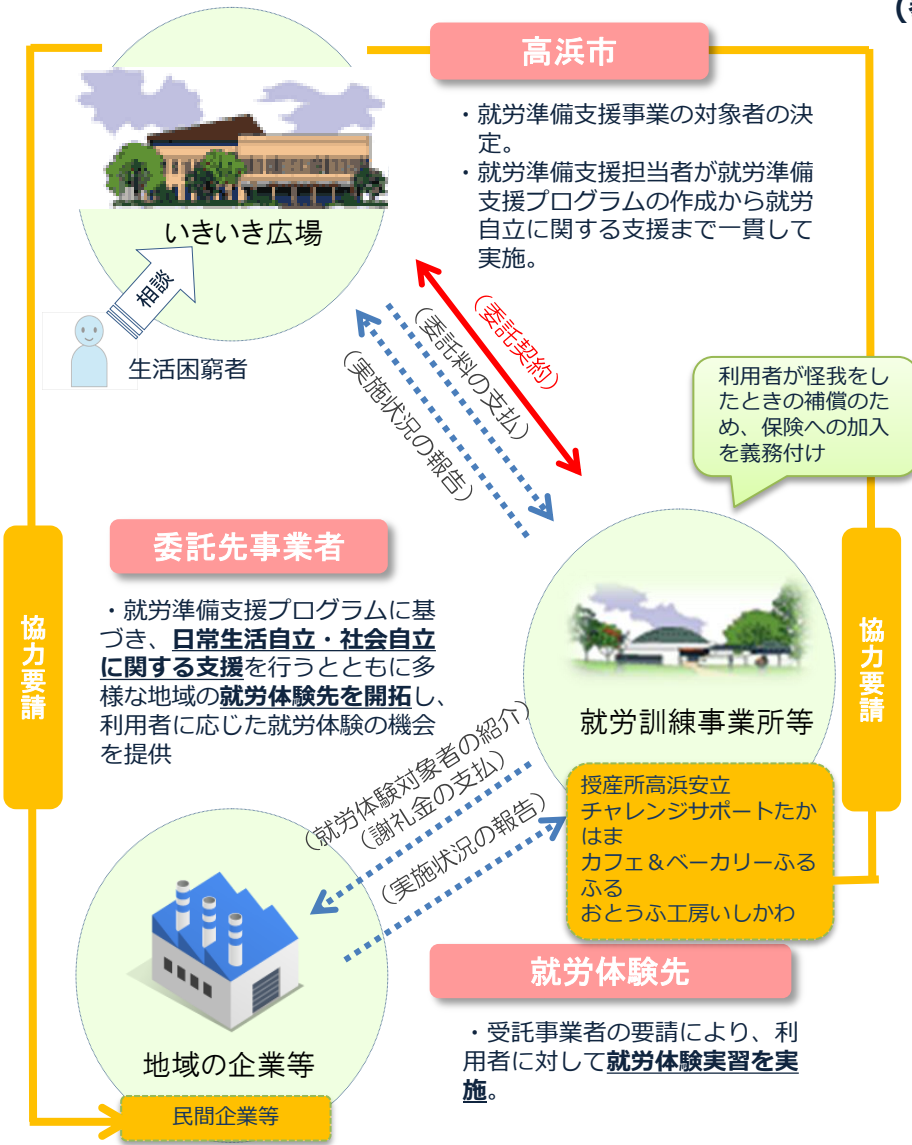 高浜市
・就労準備支援事業の対象者の決
定。
・就労準備支援担当者が就労準備
支援プログラムの作成から就労
自立に関する支援まで一貫して
実施。
いきいき広場
相談
生活困窮者
（委託契約）
（委託料の支払）
（実施状況の報告）
利用者が怪我をし
たときの補償のた
め、保険への加入
を義務付け
協力要請
委託先事業者
・就労準備支援プログラムに基
づき、日常生活自立・社会自立
に関する支援を行うとともに多
様な地域の就労体験先を開拓し、
利用者に応じた就労体験の機会
を提供
協力要請
就労訓練事業所等
授産所高浜安立
チャレンジサポートたか
はま
カフェ＆ベーカリーふる
ふる
おとうふ工房いしかわ
（就労体験対象者の紹介）
（謝礼金の支払）
（実施状況の報告）
地域の企業等
民間企業等
就労体験先
・受託事業者の要請により、利
用者に対して就労体験実習を実
施。